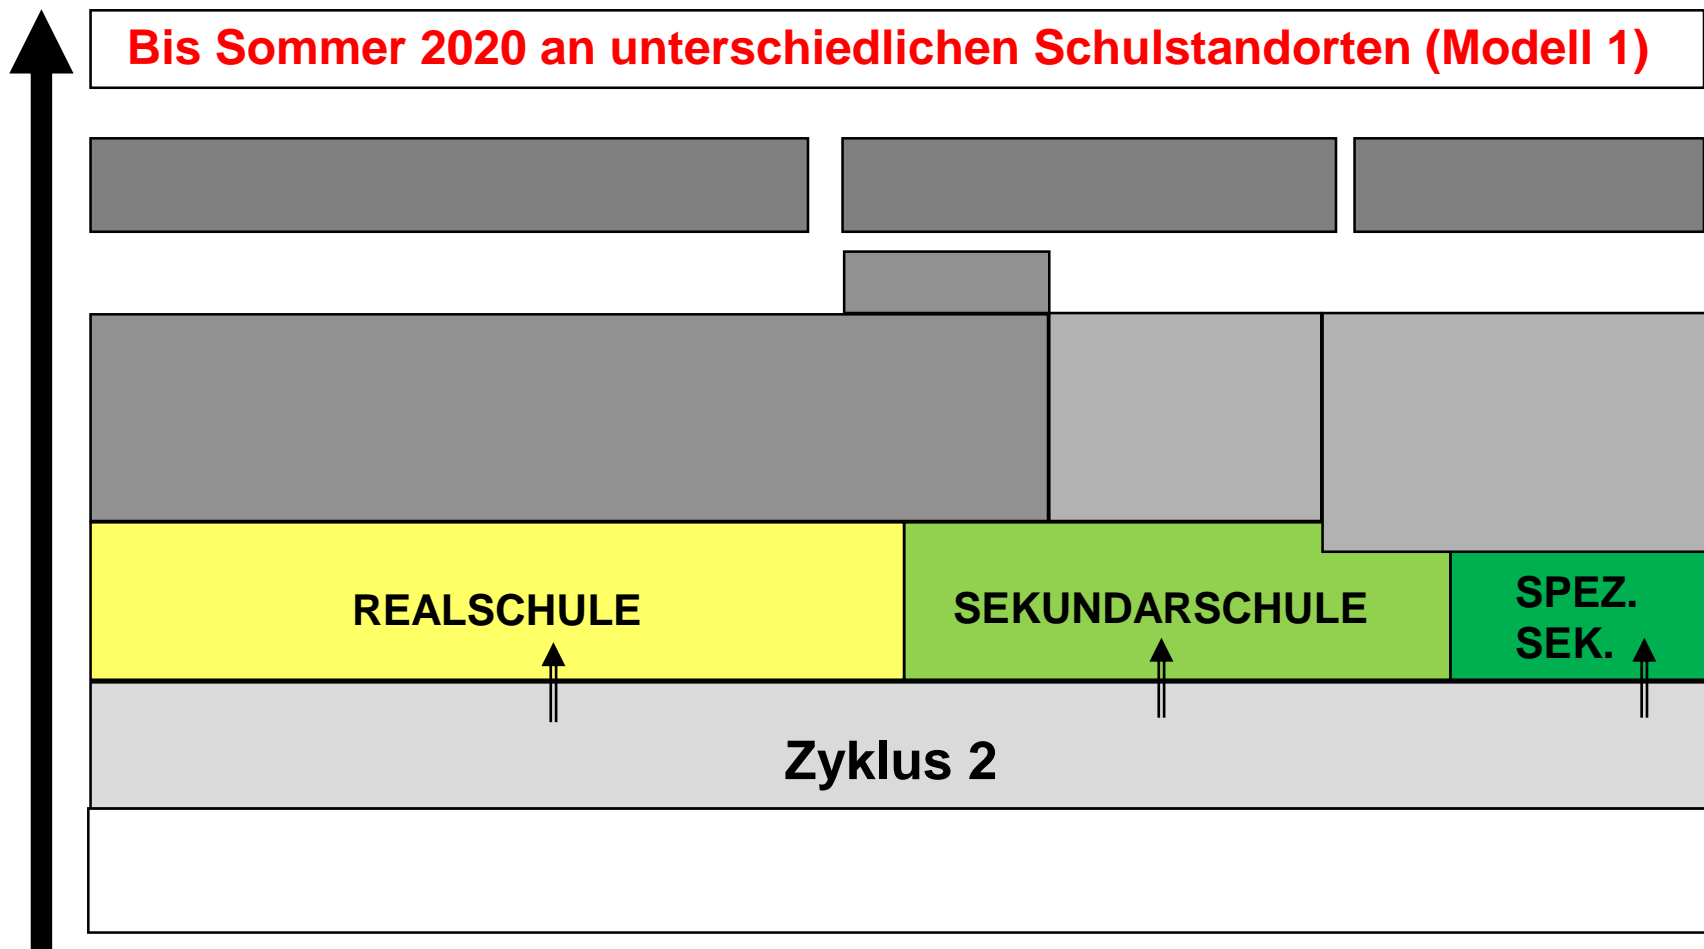 Bis Sommer 2020 an unterschiedlichen Schulstandorten (Modell 1)
REALSCHULE
SEKUNDARSCHULE
SPEZ.
SEK.
Zyklus 2